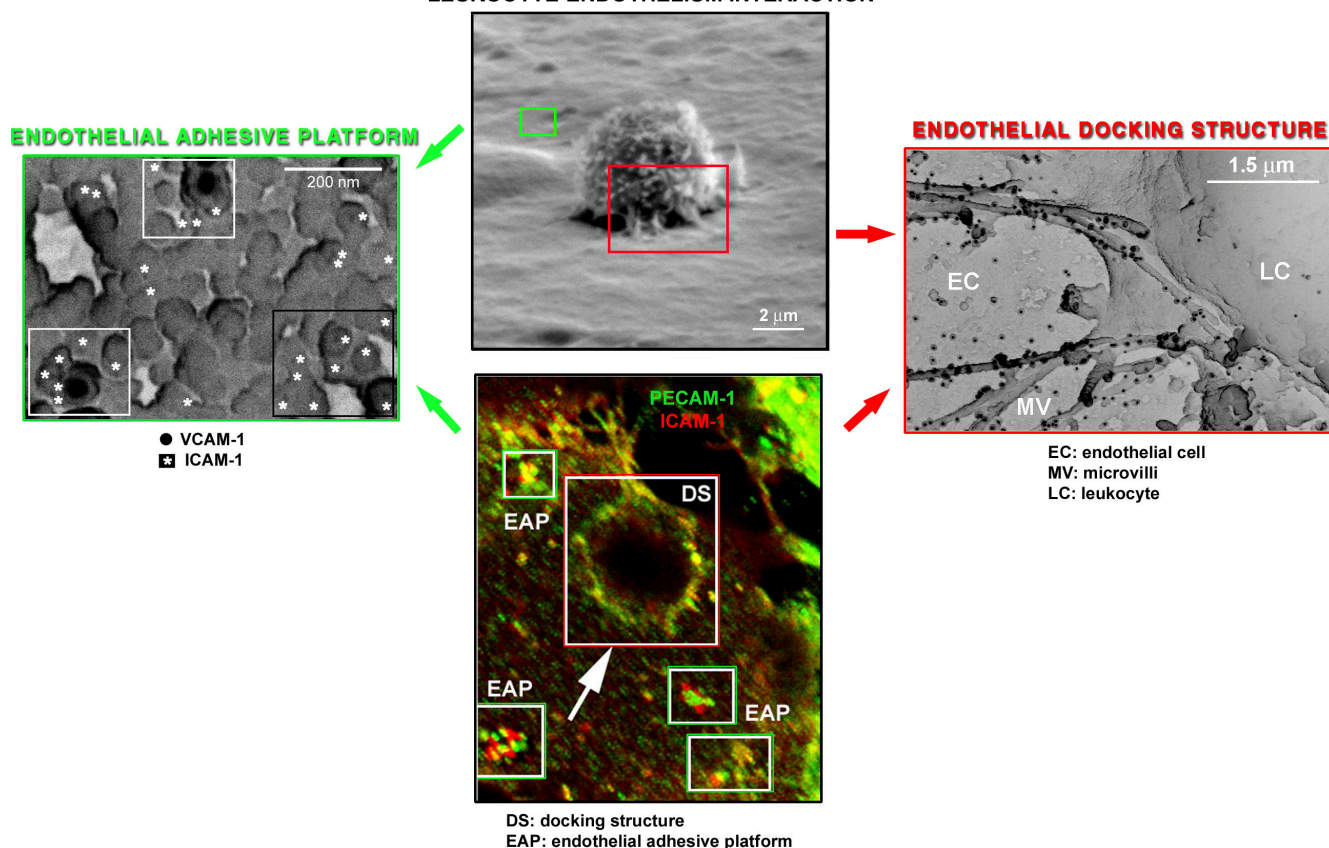 ENDOTHELIAL ADHESIVE PLATFORM
200 nm
VCAM-1
ICAM-1
2 μm
ENDOTHELIAL DOCKING STRUCTURE
1.5 μm
EC
LC
MV
EC: endothelial cell
MV: microvilli
LC: leukocyte
PECAM-1
ICAM-1
DS
EAP
EAP
EAP
DS: docking structure
EAP: endothelial adhesive platform